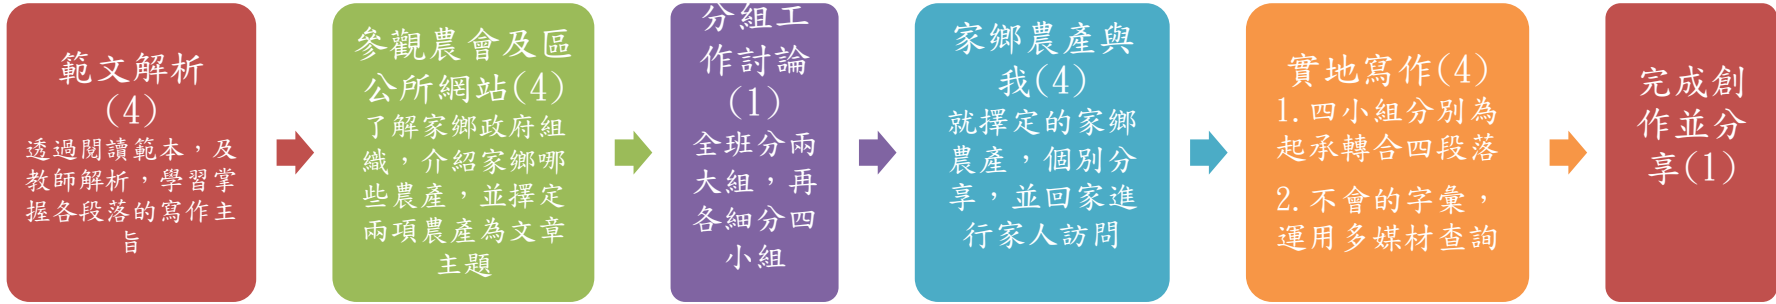 範文解析
(4)
透過閱讀範本，及
教師解析，學習掌
握各段落的寫作主
旨
參觀農會及區
公所網站(4)
了解家鄉政府組
織，介紹家鄉哪
些農產，並擇定
兩項農產為文章
主題
分組工
作討論
(1)
全班分兩
大組，再
各細分四
小組
家鄉農產與
我(4)
就擇定的家鄉
農產，個別分
享，並回家進
行家人訪問
實地寫作(4)
1.四小組分別為
起承轉合四段落
2.不會的字彙，
運用多媒材查詢
完成創
作並分
享(1)